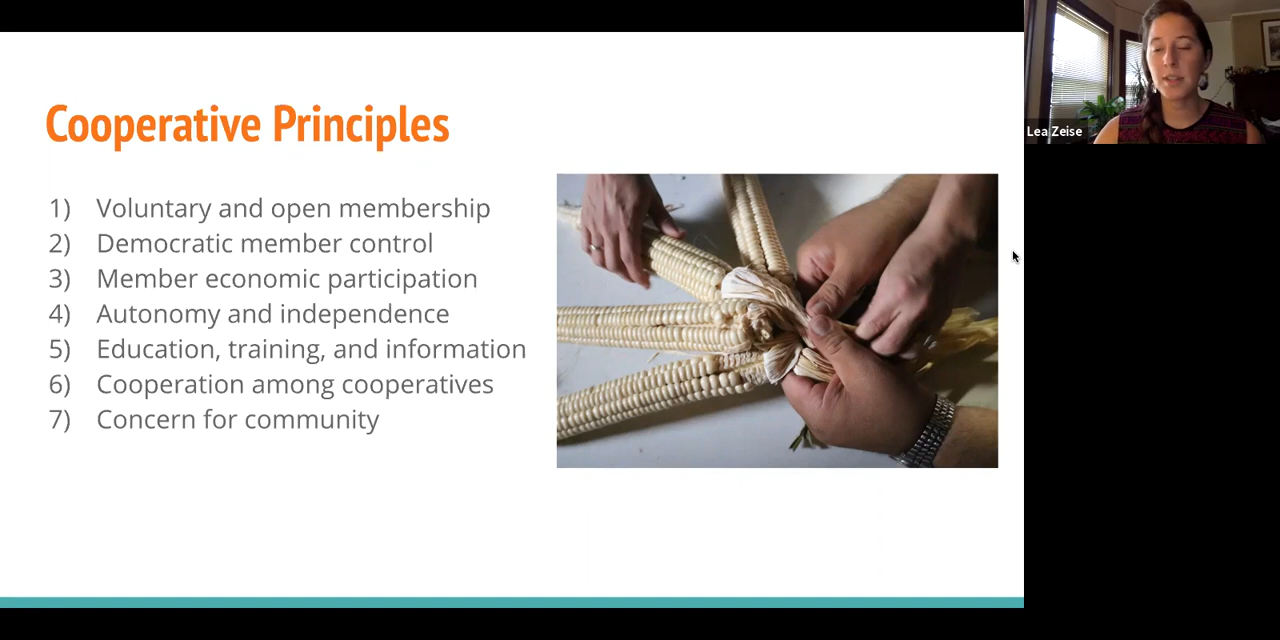 Cooperative Principles
1) Voluntary and open membership
2) Democratic member control
3) Member economic participation
4) Autonomy and independence
5) Education, training, and information
6) Cooperation among cooperatives
7) Concern for community
Lea Zeise